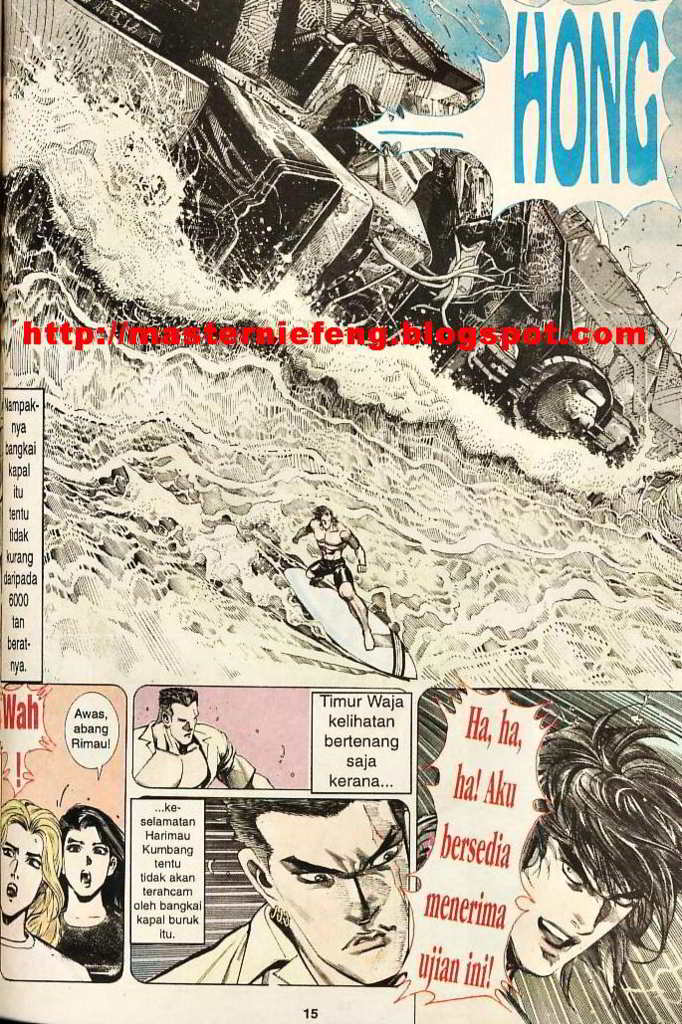 HONG
http://masterniefeng.blogspot.com
Nampak-
nya
bangkai
kapal
itu
tentu
tidak
kurang
daripada
6000
tan
berat-
nya.
Wah
!
Awas,
abang
Rimau!
Timur Waja
kelihatan
bertenang
saja
kerana...
...ke-
selamatan
Harimau
Kumbang
tentu
tidak akan
terahcam
oleh bangkai
kapal buruk
itu.
Ha, ha,
ha! Aku
bersedia
menerima
ujian ini!
15